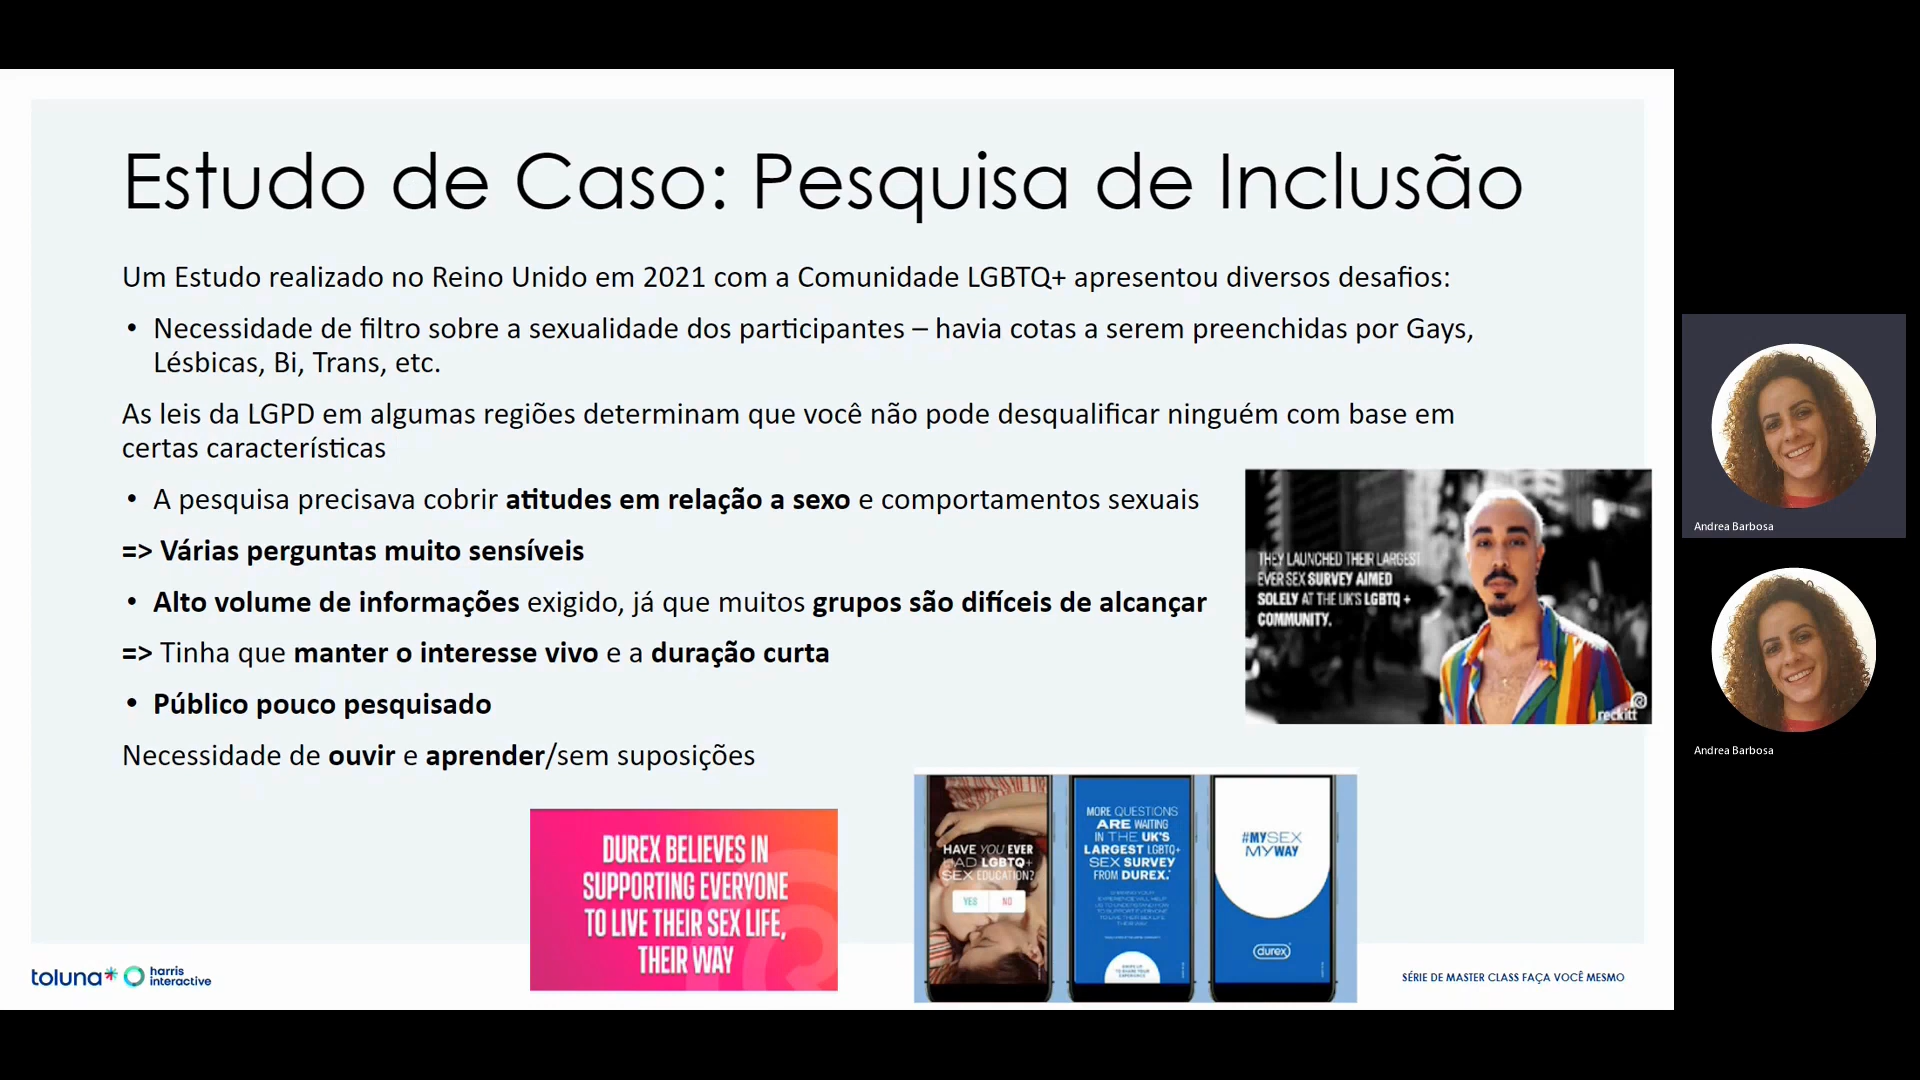 Estudo de Caso: Pesquisa de Inclusão
Um Estudo realizado no Reino Unido em 2021 com a Comunidade LGBTQ+ apresentou diversos desafios:
• Necessidade de filtro sobre a sexualidade dos participantes – havia cotas a serem preenchidas por Gays,
Lésbicas, Bi, Trans, etc.
As leis da LGPD em algumas regiões determinam que você não pode desqualificar ninguém com base em
certas características
• A pesquisa precisava cobrir atitudes em relação a sexo e comportamentos sexuais
=> Várias perguntas muito sensíveis
• Alto volume de informações exigido, já que muitos grupos são difíceis de alcançar
=> Tinha que manter o interesse vivo e a duração curta
• Público pouco pesquisado
Necessidade de ouvir e aprender/sem suposições
THEY LAUNCHED THEIR LARGEST
EVER SEX SURVEY AIMED
SOLELY AT THE UK'S LGBTQ +
COMMUNITY.
reckitt
DUREX BELIEVES IN
SUPPORTING EVERYONE
TO LIVE THEIR SEX LIFE,
THEIR WAY
HAVE YOU EVER
HAD LGBTQ+
SEX EDUCATION?
YES NO
MORE QUESTIONS
ARE WAITING
IN THE UK'S
LARGEST LGBTQ+
SEX SURVEY
FROM DUREX.*
#MYSEX
MYWAY
durex
toluna* harris
interactive
SÉRIE DE MASTER CLASS FAÇA VOCÊ MESMO
Andrea Barbosa
Andrea Barbosa